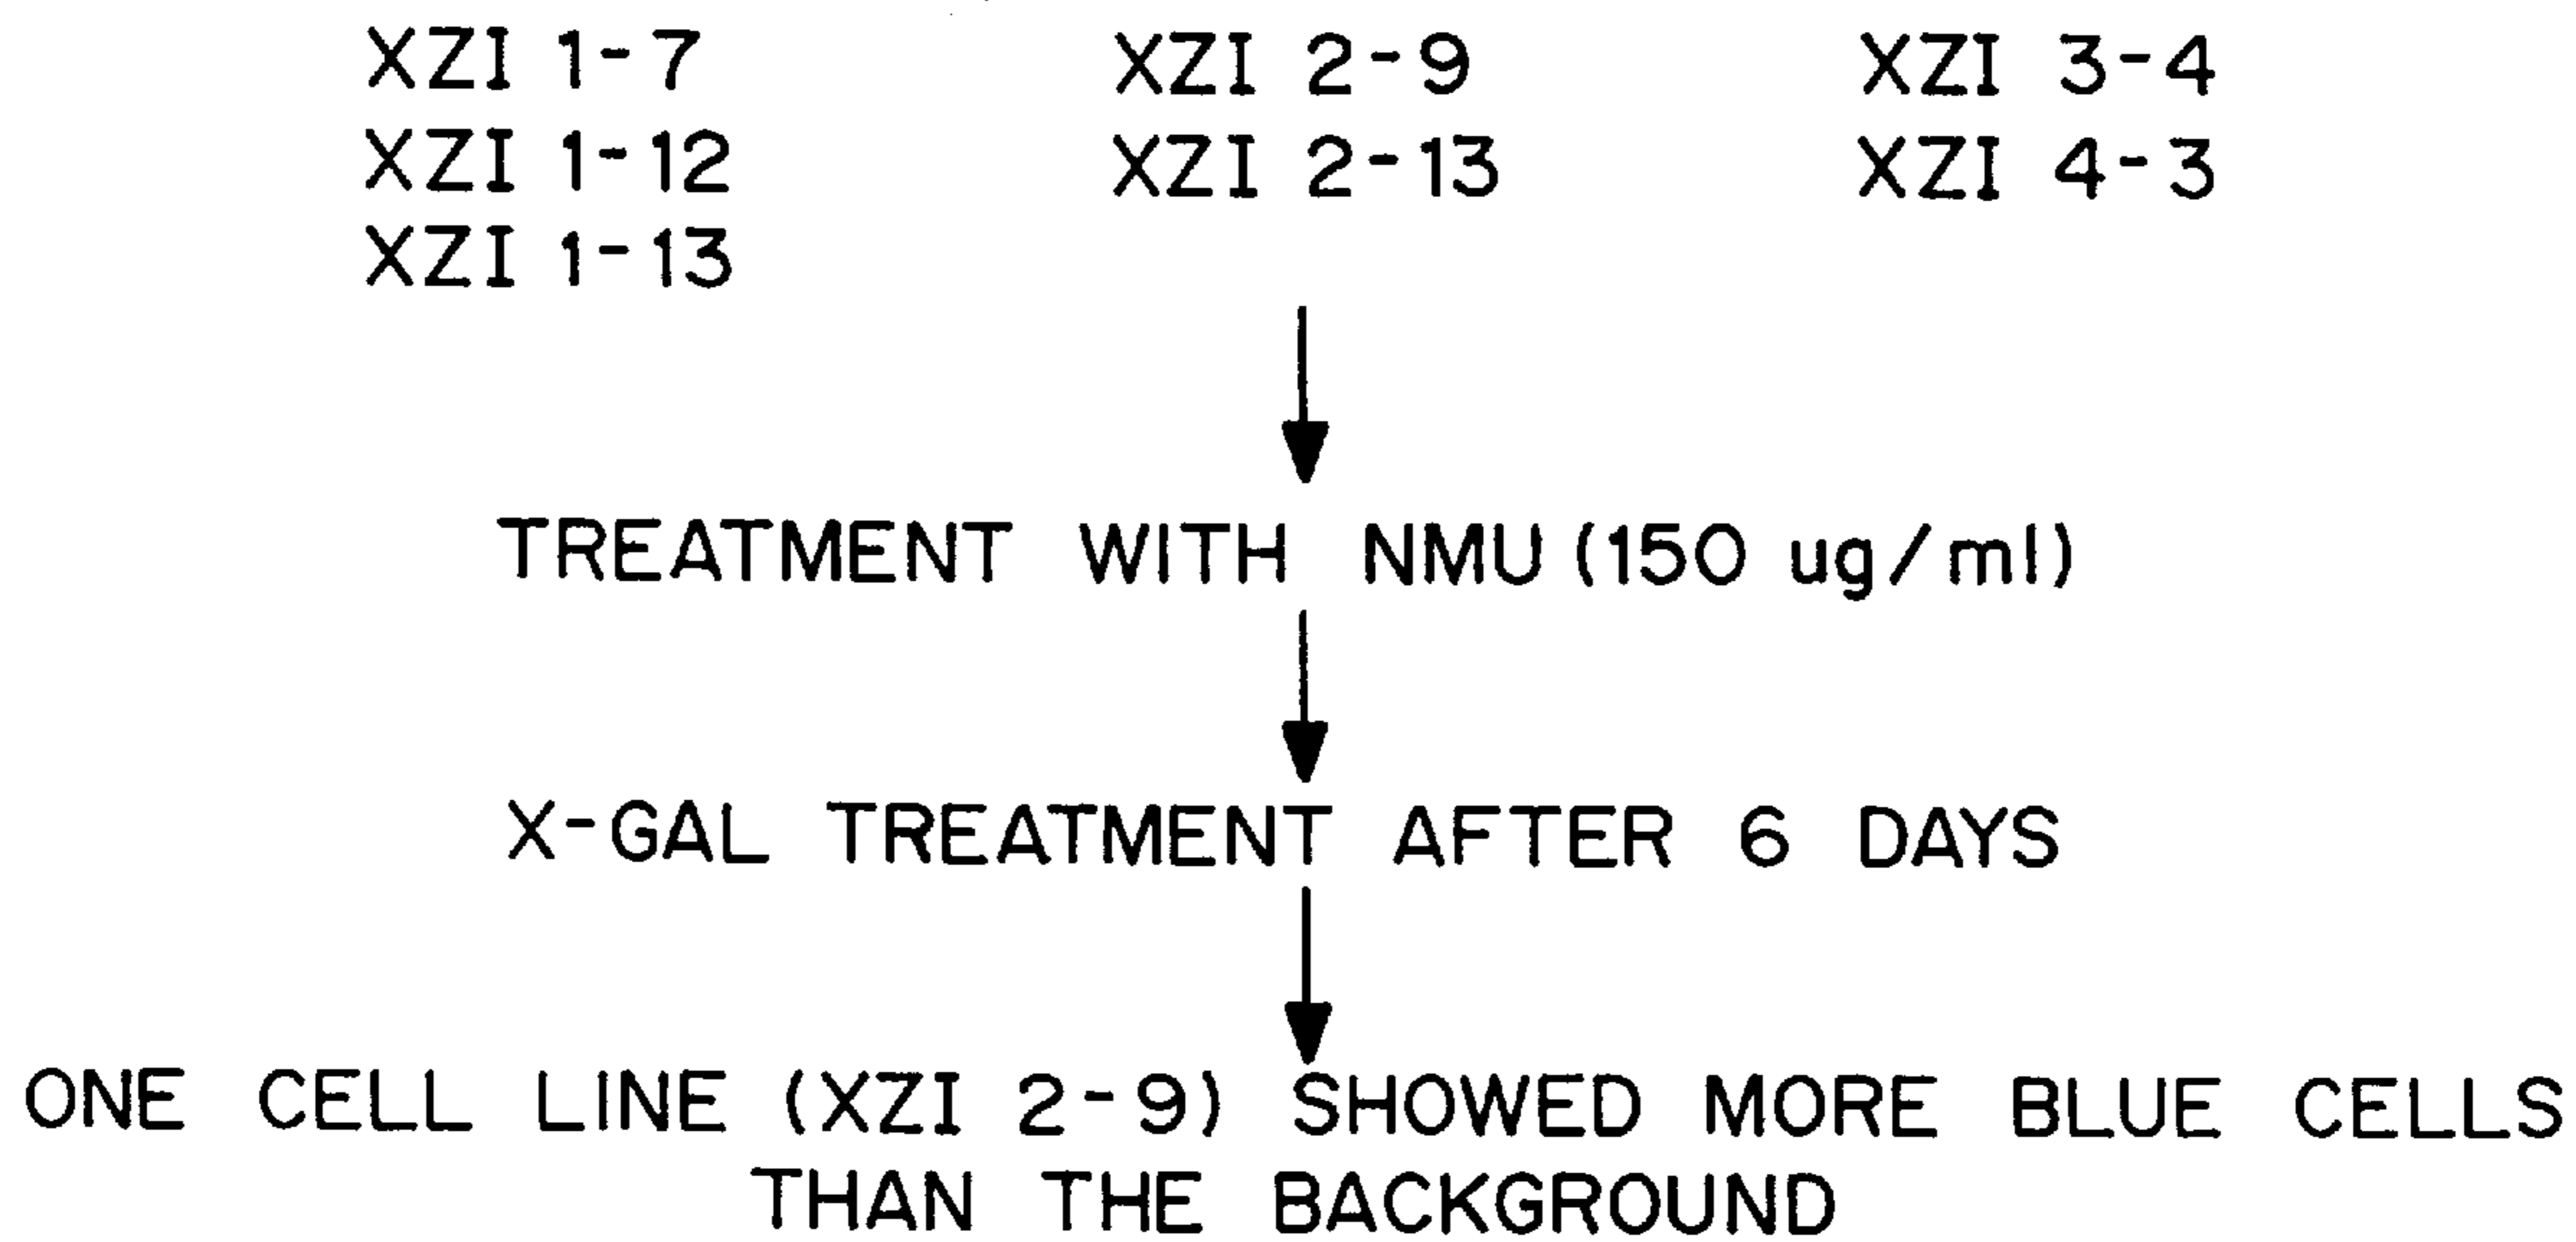 XZI 1-7 XZI 2-9 XZI 3-4
XZI 1-12 XZI 2-13 XZI 4-3
XZI 1-13
TREATMENT WITH NMU (150 ug/ml)
X-GAL TREATMENT AFTER 6 DAYS
ONE CELL LINE (XZI 2-9) SHOWED MORE BLUE CELLS
THAN THE BACKGROUND